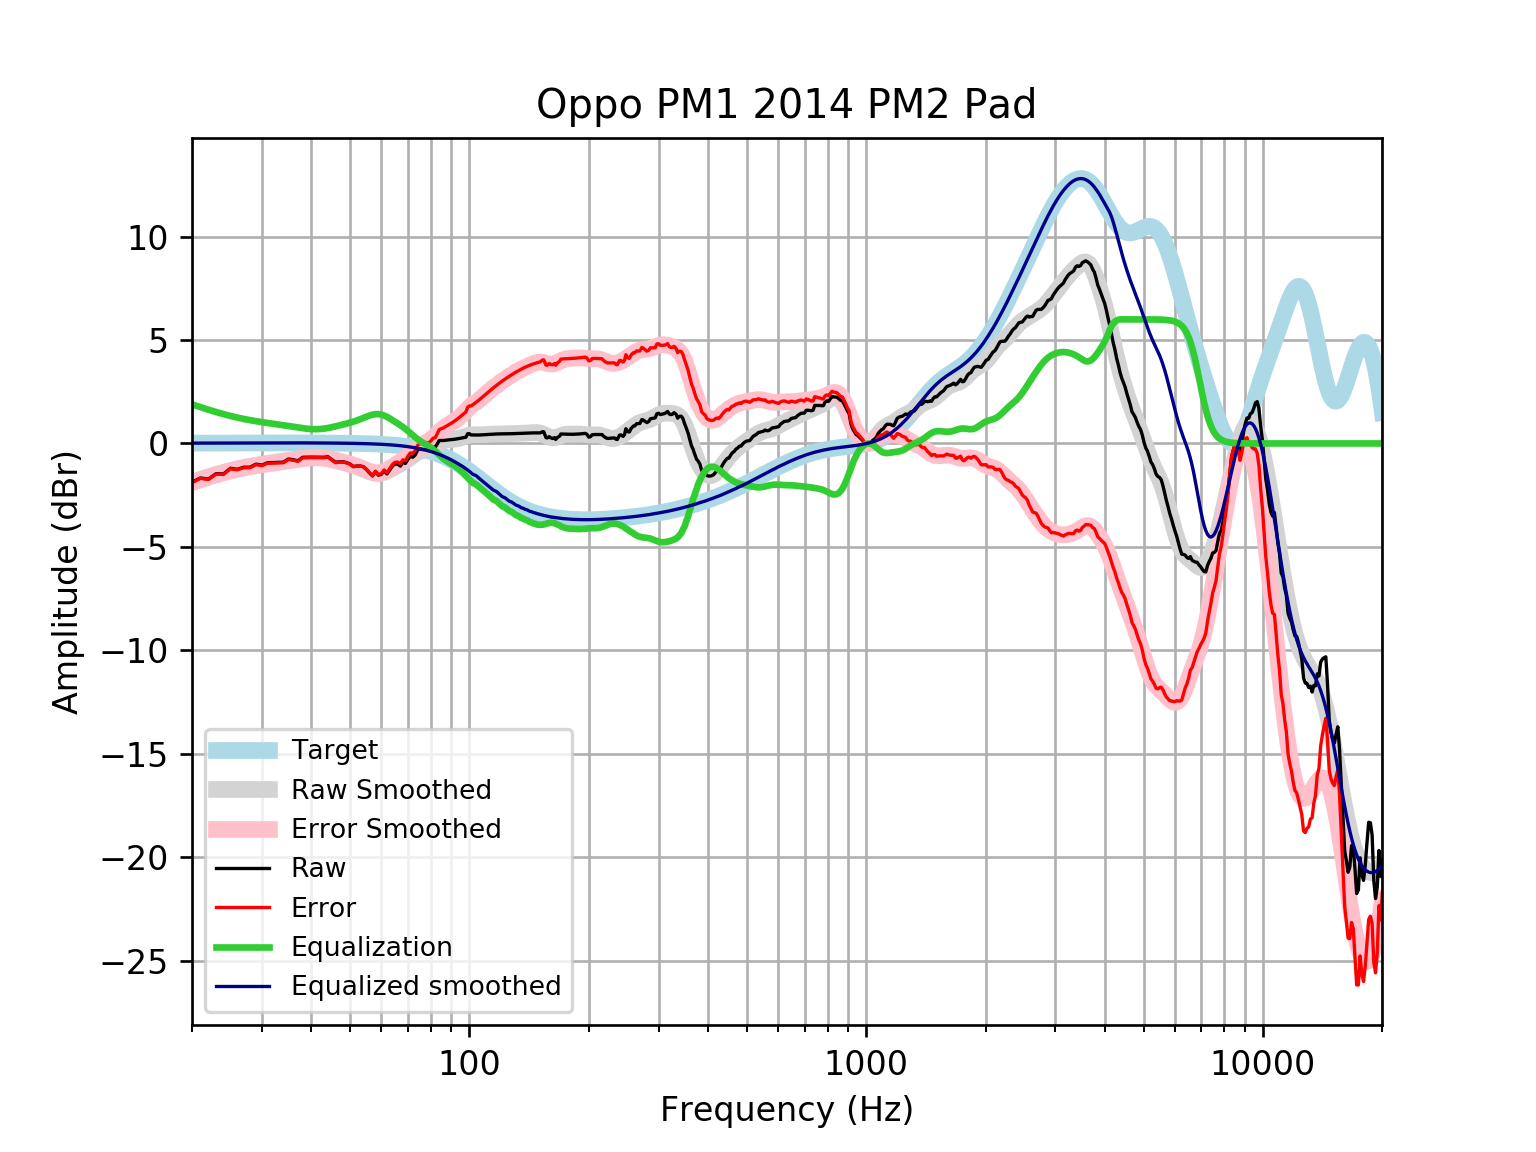 Oppo PM1 2014 PM2 Pad
Amplitude (dBr)
10
5
0
−5
−10
−15
−20
−25
Target
Raw Smoothed
Error Smoothed
Raw
Error
Equalization
Equalized smoothed
100 1000 10000
Frequency (Hz)